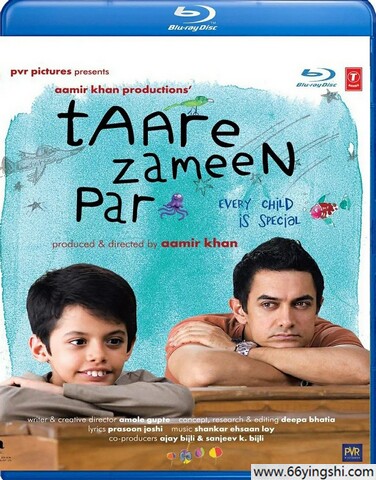 Blu-ray Disc
pvr pictures presents
aamir khan productions'
Blu-ray Disc
T
tAARe
ZAMEEN
PAR
EVERY CHILD
iS SPECIAL
produced & directed by aamir khan
writer & creative director amole gupte concept, research & editing deepa bhatia
lyrics prasoon joshi music shankar ehsaan loy
co-producers ajay bijli & sanjeev k. bijli
PVR
www.66yingshi.com